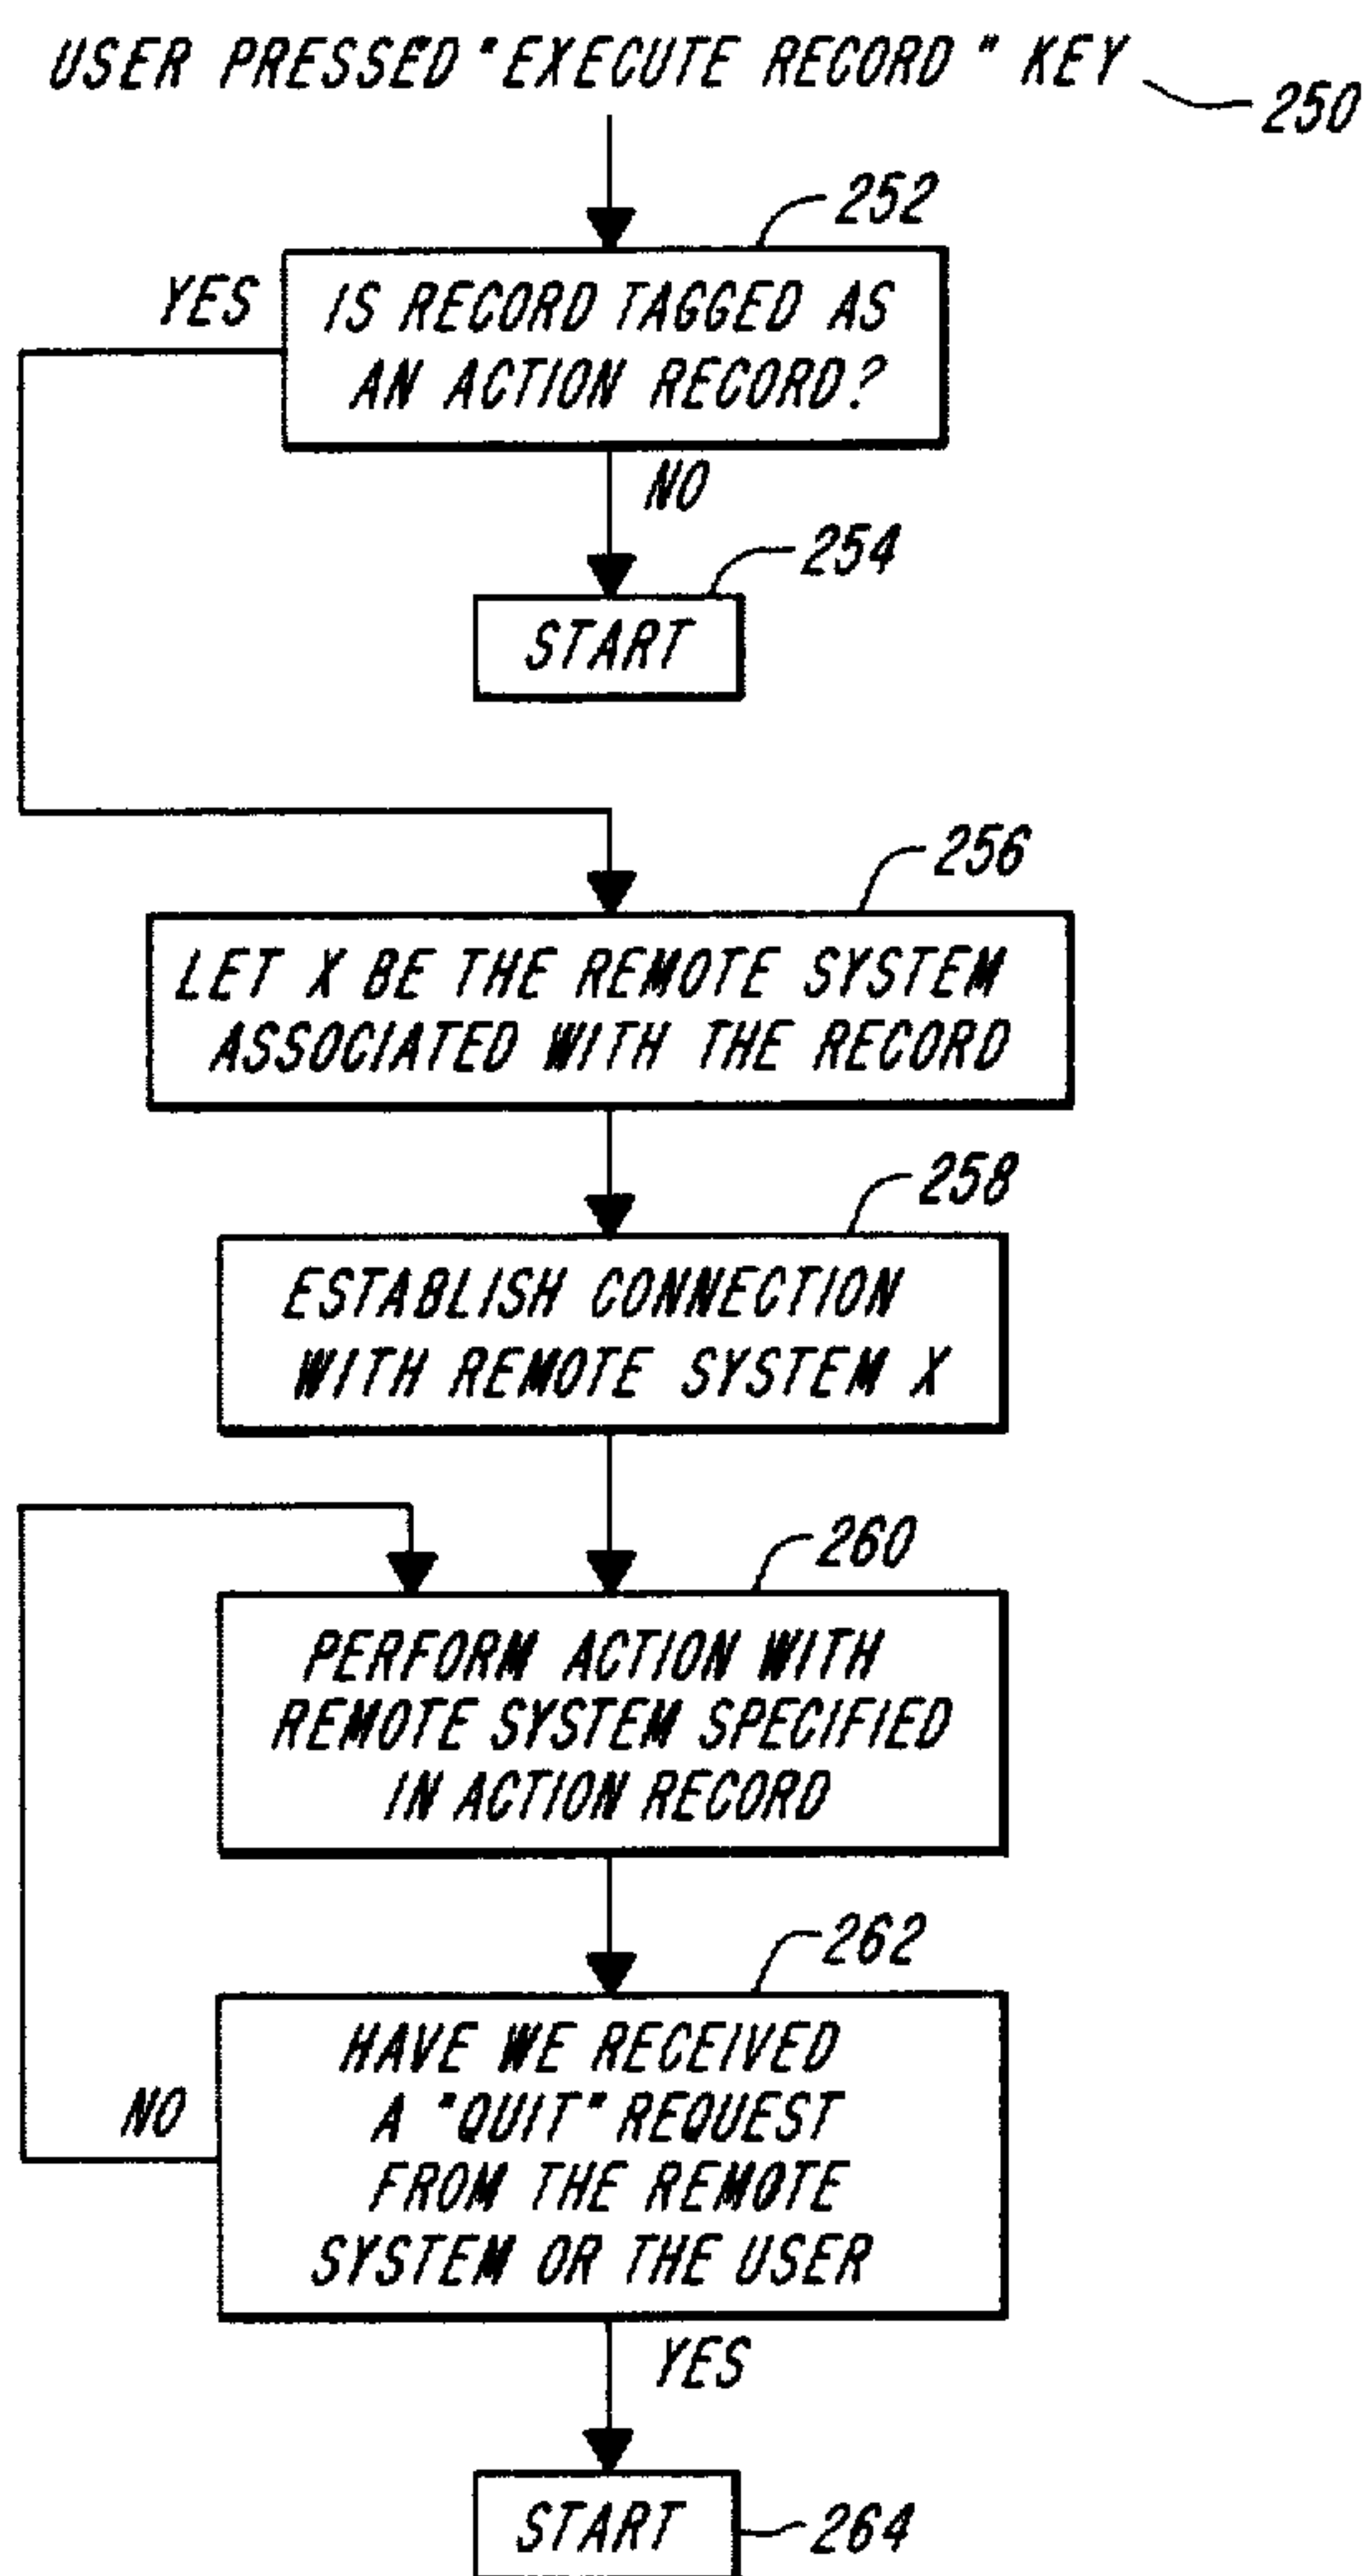 USER PRESSED "EXECUTE RECORD" KEY
250
252
YES
IS RECORD TAGGED AS
AN ACTION RECORD?
NO
254
START
256
LET X BE THE REMOTE SYSTEM
ASSOCIATED WITH THE RECORD
258
ESTABLISH CONNECTION
WITH REMOTE SYSTEM X
260
PERFORM ACTION WITH
REMOTE SYSTEM SPECIFIED
IN ACTION RECORD
262
HAVE WE RECEIVED
A "QUIT" REQUEST
FROM THE REMOTE
SYSTEM OR THE USER
NO
YES
START
264